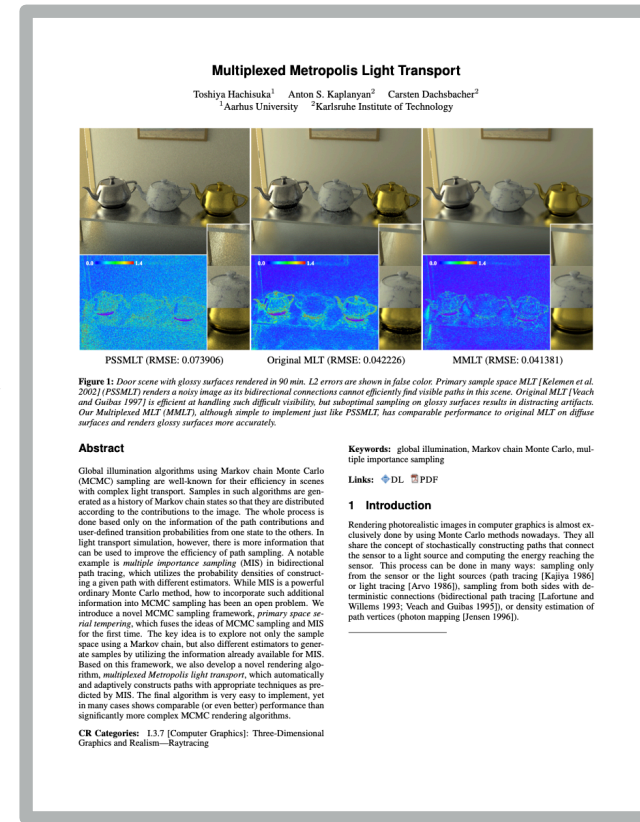 Multiplexed Metropolis Light Transport
Toshiya Hachisuka1 Anton S. Kaplanyan2 Carsten Dachsbacher2
1Aarhus University 2Karlsruhe Institute of Technology
0.0 1.4
0.0 1.4
0.0 1.4
PSSMLT (RMSE: 0.073906) Original MLT (RMSE: 0.042226) MMLT (RMSE: 0.041381)
Figure 1: Door scene with glossy surfaces rendered in 90 min. L2 errors are shown in false color. Primary sample space MLT [Kelemen et al.
2002] (PSSMLT) renders a noisy image as its bidirectional connections cannot efficiently find visible paths in this scene. Original MLT [Veach
and Guibas 1997] is efficient at handling such difficult visibility, but suboptimal sampling on glossy surfaces results in distracting artifacts.
Our Multiplexed MLT (MMLT), although simple to implement just like PSSMLT, has comparable performance to original MLT on diffuse
surfaces and renders glossy surfaces more accurately.
Abstract
Global illumination algorithms using Markov chain Monte Carlo
(MCMC) sampling are well-known for their efficiency in scenes
with complex light transport. Samples in such algorithms are gen-
erated as a history of Markov chain states so that they are distributed
according to the contributions to the image. The whole process is
done based only on the information of the path contributions and
user-defined transition probabilities from one state to the others. In
light transport simulation, however, there is more information that
can be used to improve the efficiency of path sampling. A notable
example is multiple importance sampling (MIS) in bidirectional
path tracing, which utilizes the probability densities of construct-
ing a given path with different estimators. While MIS is a powerful
ordinary Monte Carlo method, how to incorporate such additional
information into MCMC sampling has been an open problem. We
introduce a novel MCMC sampling framework, primary space se-
rial tempering, which fuses the ideas of MCMC sampling and MIS
for the first time. The key idea is to explore not only the sample
space using a Markov chain, but also different estimators to gener-
ate samples by utilizing the information already available for MIS.
Based on this framework, we also develop a novel rendering algo-
rithm, multiplexed Metropolis light transport, which automatically
and adaptively constructs paths with appropriate techniques as pre-
dicted by MIS. The final algorithm is very easy to implement, yet
in many cases shows comparable (or even better) performance than
significantly more complex MCMC rendering algorithms.
CR Categories: I.3.7 [Computer Graphics]: Three-Dimensional
Graphics and Realism—Raytracing
Keywords: global illumination, Markov chain Monte Carlo, mul-
tiple importance sampling
Links: DL PDF
1 Introduction
Rendering photorealistic images in computer graphics is almost ex-
clusively done by using Monte Carlo methods nowadays. They all
share the concept of stochastically constructing paths that connect
the sensor to a light source and computing the energy reaching the
sensor. This process can be done in many ways: sampling only
from the sensor or the light sources (path tracing [Kajiya 1986]
or light tracing [Arvo 1986]), sampling from both sides with de-
terministic connections (bidirectional path tracing [Lafortune and
Willems 1993; Veach and Guibas 1995]), or density estimation of
path vertices (photon mapping [Jensen 1996]).